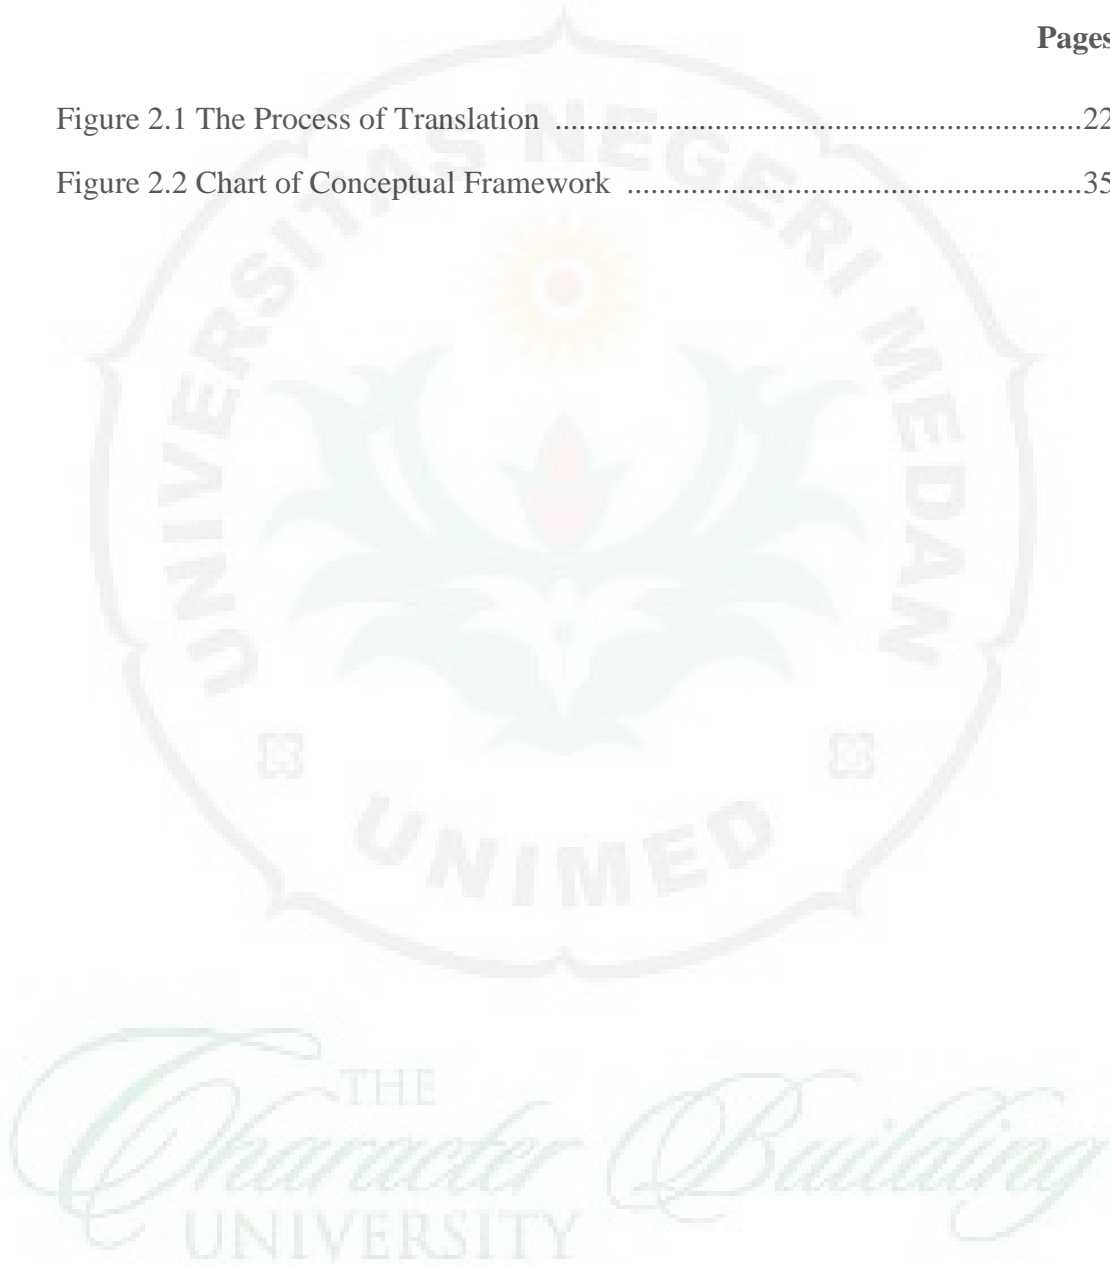 Pages
Figure 2.1 The Process of Translation ....................................................................22
Figure 2.2 Chart of Conceptual Framework ...........................................................35
UNIVERSITAS NEGERI MEDAN
UNIMED
THE
Character Building
UNIVERSITY